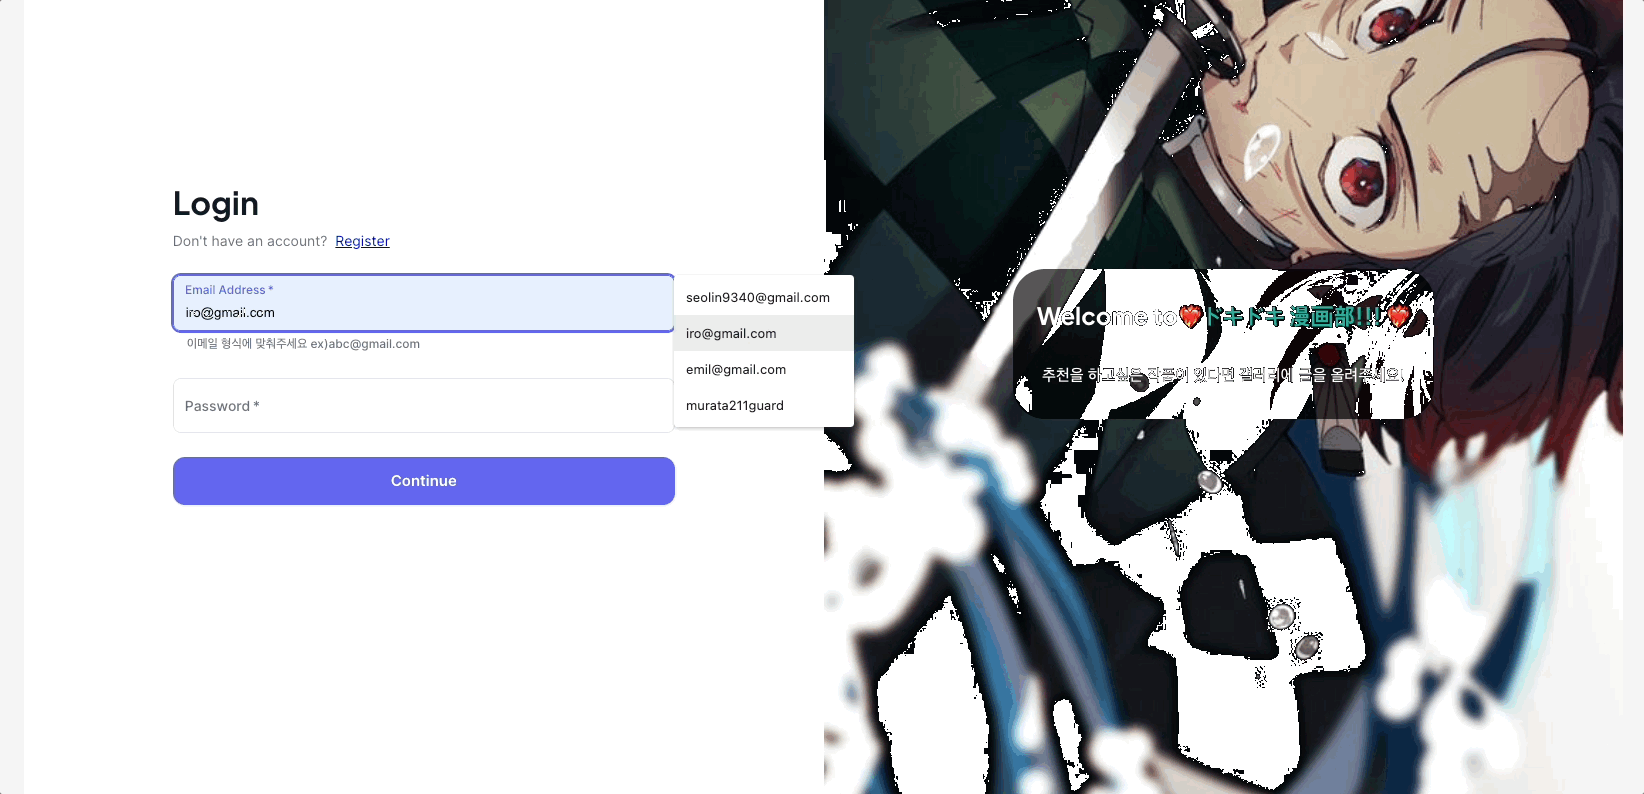 Login
Don't have an account? Register
Email Address *
iro@gmail.com
이메일 형식에 맞춰주세요 ex)abc@gmail.com
Password *
Continue
seolin9340@gmail.com
iro@gmail.com
emil@gmail.com
murata211guard
Welcome to❤️‍🔥ドキドキ 漫画部!!!❤️‍🔥
추천을 하고싶은 작품이 있다면 갤러리에 글을 올려주세요!